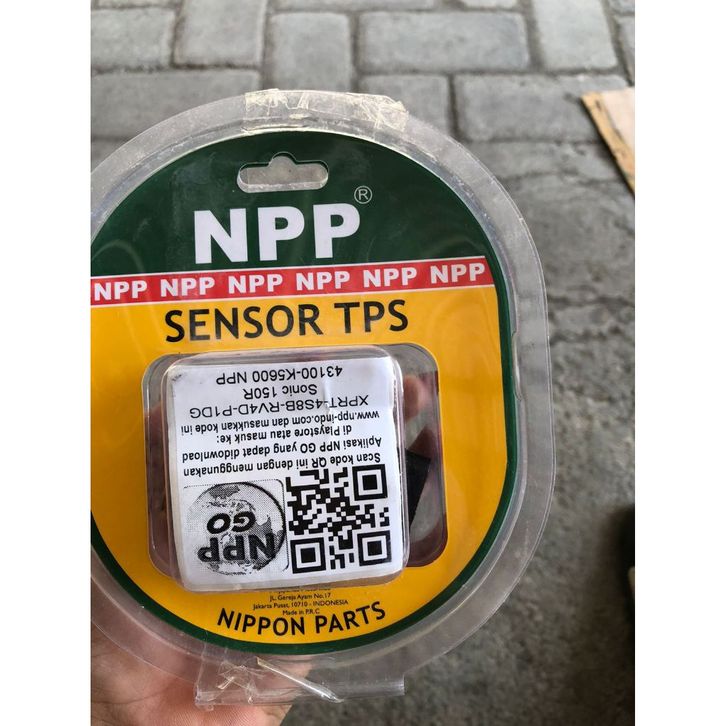 NPP®
NPP NPP NPP NPP NPP NPP
SENSOR TPS
Scan kode QR ini dengan menggunakan
Aplikasi NPP GO yang dapat didownload
di Playstore atau masuk ke:
www.npp-indo.com dan masukkan kode ini
XPRT-4S8B-RV4D-P1DG
Sonic 150R
43100-K5600 NPP
NPP
GO
JL. Gereja Ayam No.17
Jakarta Pusat, 10710 - INDONESIA
Made in P.R.C
NIPPON PARTS